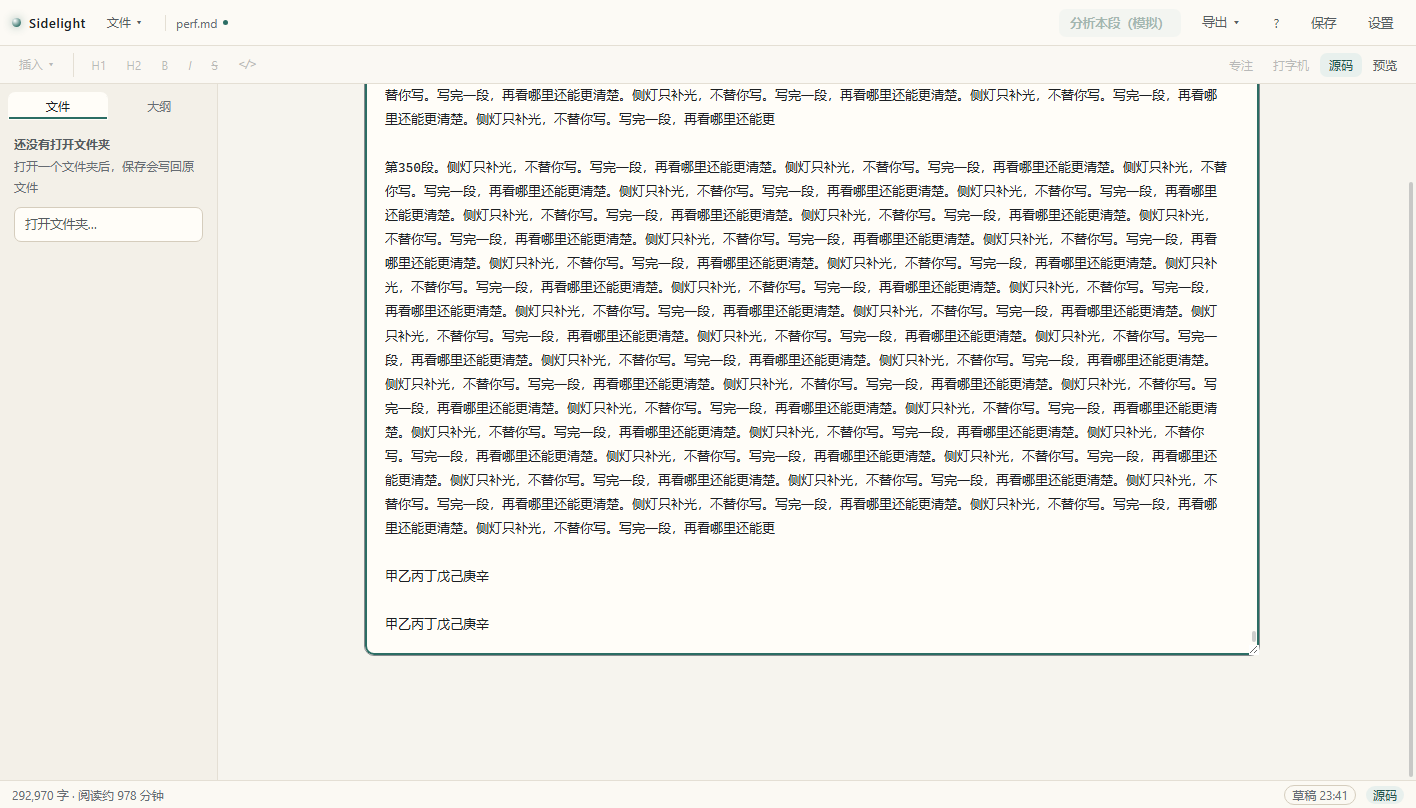 Sidelight 文件 perf.md 分析本段（模拟） 导出 ? 保存 设置
插入 H1 H2 B I S </> 专注 打字机 源码 预览
文件 大纲
还没有打开文件夹
打开一个文件夹后，保存会写回原
文件
打开文件夹...
替你写。写完一段，再看哪里还能更清楚。侧灯只补光，不替你写。写完一段，再看哪里还能更清楚。侧灯只补光，不替你写。写完一段，再看哪
里还能更清楚。侧灯只补光，不替你写。写完一段，再看哪里还能更
第350段。侧灯只补光，不替你写。写完一段，再看哪里还能更清楚。侧灯只补光，不替你写。写完一段，再看哪里还能更清楚。侧灯只补光，不替
你写。写完一段，再看哪里还能更清楚。侧灯只补光，不替你写。写完一段，再看哪里还能更清楚。侧灯只补光，不替你写。写完一段，再看哪里
还能更清楚。侧灯只补光，不替你写。写完一段，再看哪里还能更清楚。侧灯只补光，不替你写。写完一段，再看哪里还能更清楚。侧灯只补光，
不替你写。写完一段，再看哪里还能更清楚。侧灯只补光，不替你写。写完一段，再看哪里还能更清楚。侧灯只补光，不替你写。写完一段，再看
哪里还能更清楚。侧灯只补光，不替你写。写完一段，再看哪里还能更清楚。侧灯只补光，不替你写。写完一段，再看哪里还能更清楚。侧灯只补
光，不替你写。写完一段，再看哪里还能更清楚。侧灯只补光，不替你写。写完一段，再看哪里还能更清楚。侧灯只补光，不替你写。写完一段，
再看哪里还能更清楚。侧灯只补光，不替你写。写完一段，再看哪里还能更清楚。侧灯只补光，不替你写。写完一段，再看哪里还能更清楚。侧灯
只补光，不替你写。写完一段，再看哪里还能更清楚。侧灯只补光，不替你写。写完一段，再看哪里还能更清楚。侧灯只补光，不替你写。写完一
段，再看哪里还能更清楚。侧灯只补光，不替你写。写完一段，再看哪里还能更清楚。侧灯只补光，不替你写。写完一段，再看哪里还能更清楚。
侧灯只补光，不替你写。写完一段，再看哪里还能更清楚。侧灯只补光，不替你写。写完一段，再看哪里还能更清楚。侧灯只补光，不替你写。写
完一段，再看哪里还能更清楚。侧灯只补光，不替你写。写完一段，再看哪里还能更清楚。侧灯只补光，不替你写。写完一段，再看哪里还能更清
楚。侧灯只补光，不替你写。写完一段，再看哪里还能更清楚。侧灯只补光，不替你写。写完一段，再看哪里还能更清楚。侧灯只补光，不替你
写。写完一段，再看哪里还能更清楚。侧灯只补光，不替你写。写完一段，再看哪里还能更清楚。侧灯只补光，不替你写。写完一段，再看哪里还
能更清楚。侧灯只补光，不替你写。写完一段，再看哪里还能更清楚。侧灯只补光，不替你写。写完一段，再看哪里还能更清楚。侧灯只补光，不
替你写。写完一段，再看哪里还能更清楚。侧灯只补光，不替你写。写完一段，再看哪里还能更清楚。侧灯只补光，不替你写。写完一段，再看哪
里还能更清楚。侧灯只补光，不替你写。写完一段，再看哪里还能更
甲乙丙丁戊己庚辛
甲乙丙丁戊己庚辛
292,970 字 · 阅读约 978 分钟 草稿 23:41 源码